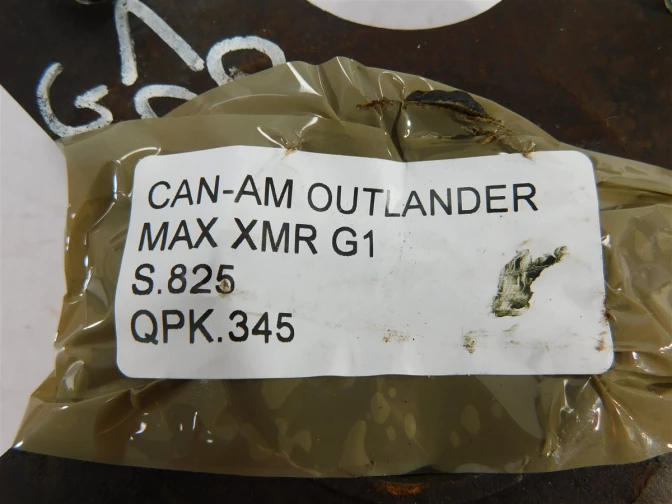 CAN-AM OUTLANDER
MAX XMR G1
S.825
QPK.345